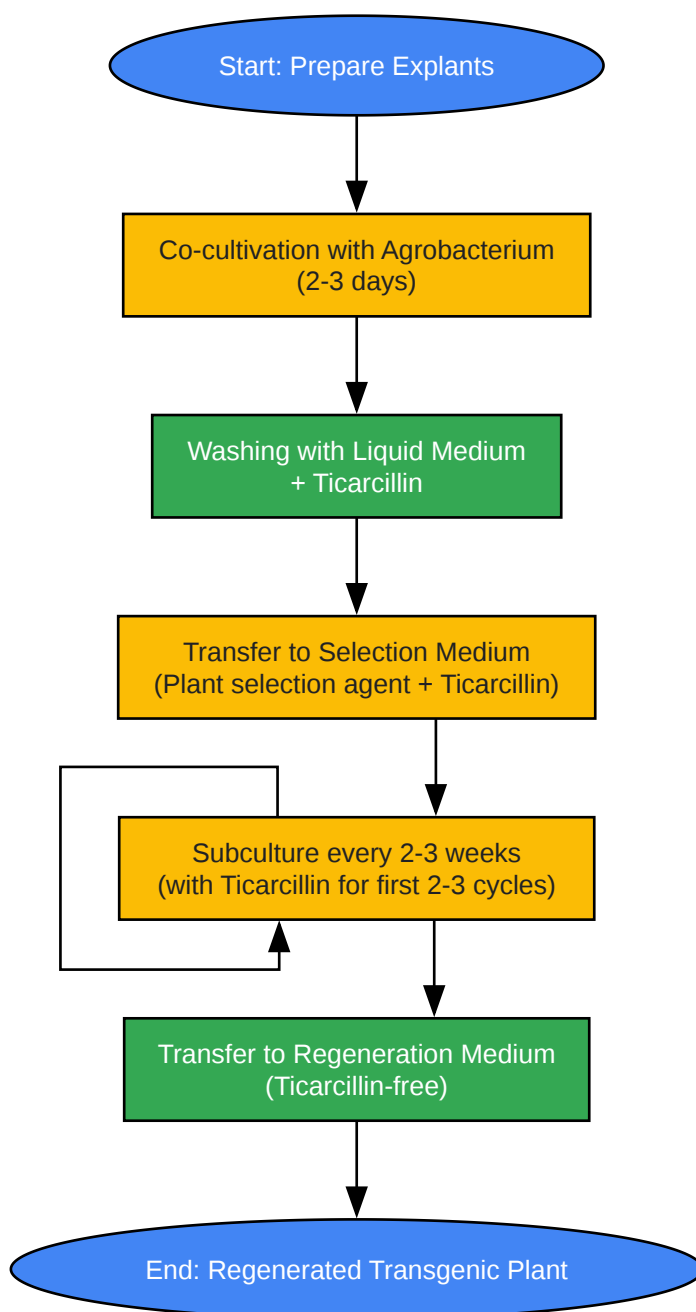 Start: Prepare Explants
Co-cultivation with Agrobacterium
(2-3 days)
Washing with Liquid Medium
+ Ticarcillin
Transfer to Selection Medium
(Plant selection agent + Ticarcillin)
Subculture every 2-3 weeks
(with Ticarcillin for first 2-3 cycles)
Transfer to Regeneration Medium
(Ticarcillin-free)
End: Regenerated Transgenic Plant